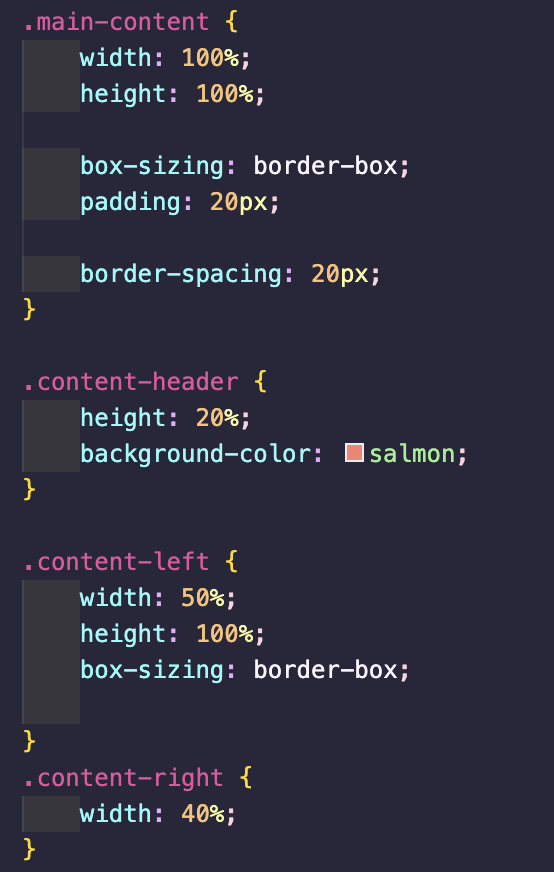 .main-content {
    width: 100%;
    height: 100%;

    box-sizing: border-box;
    padding: 20px;

    border-spacing: 20px;
}

.content-header {
    height: 20%;
    background-color: salmon;
}

.content-left {
    width: 50%;
    height: 100%;
    box-sizing: border-box;

}
.content-right {
    width: 40%;
}